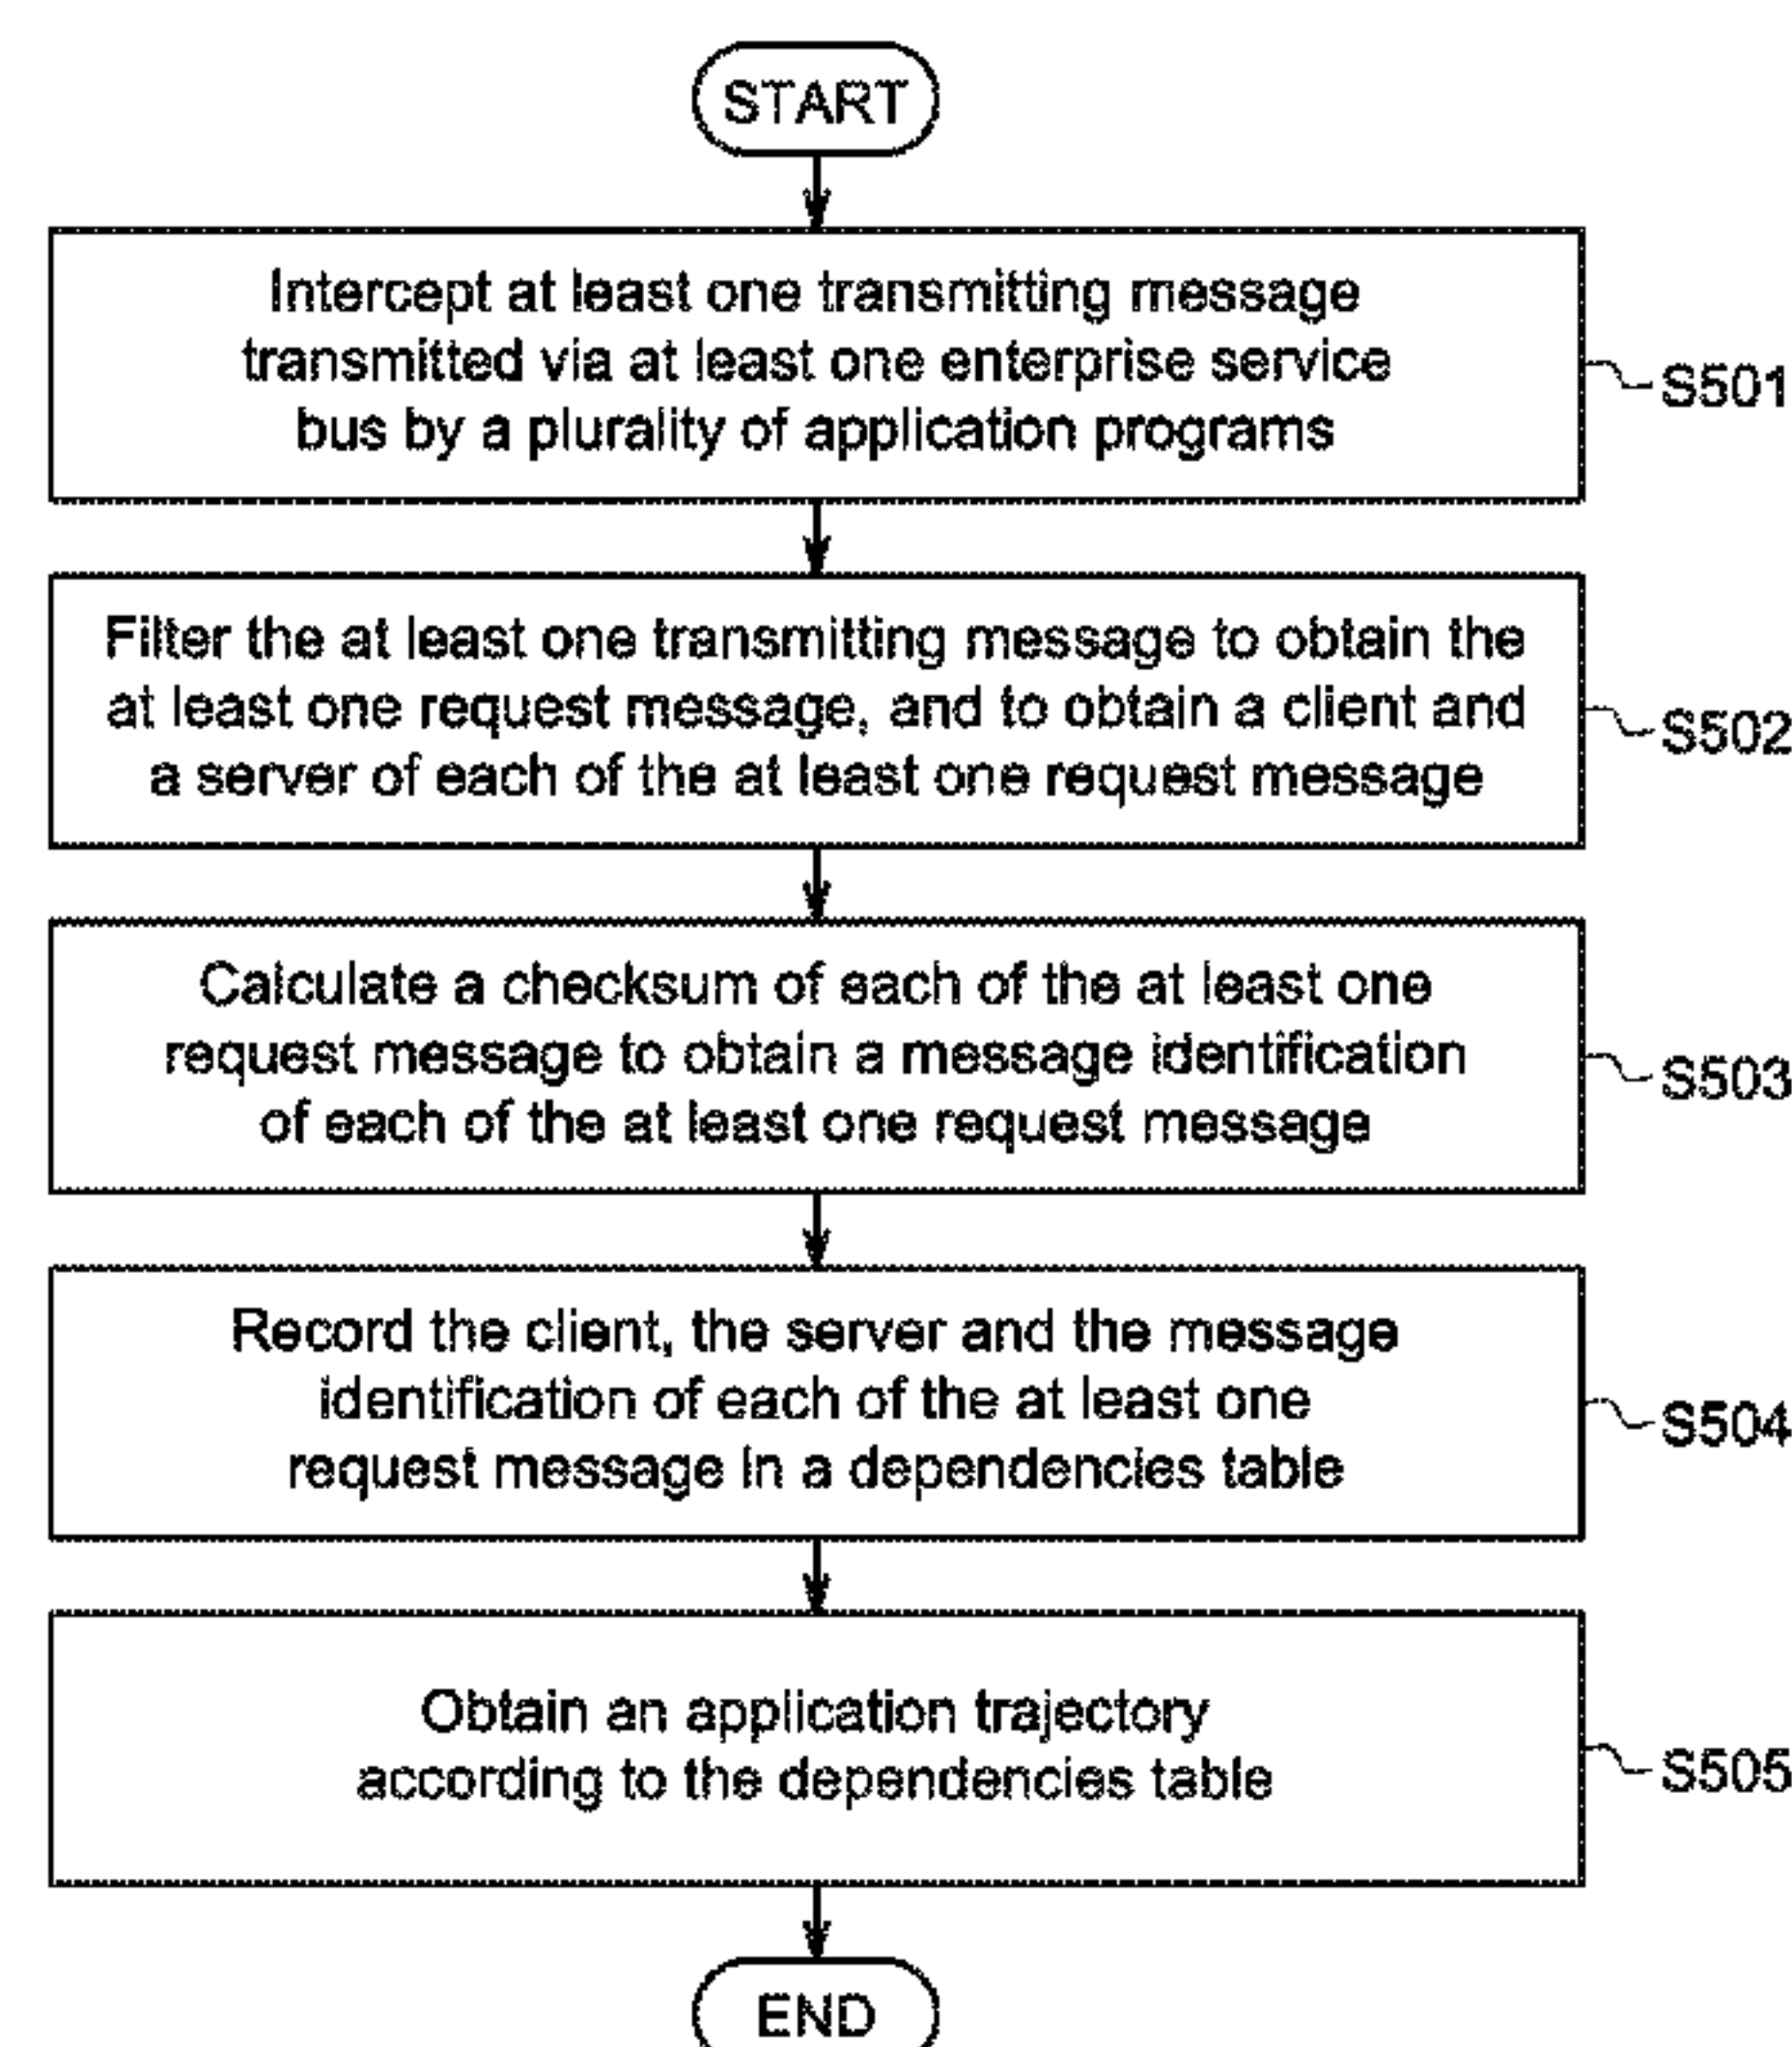 START
Intercept at least one transmitting message
transmitted via at least one enterprise service
bus by a plurality of application programs
S501
Filter the at least one transmitting message to obtain the
at least one request message, and to obtain a client and
a server of each of the at least one request message
S502
Calculate a checksum of each of the at least one
request message to obtain a message identification
of each of the at least one request message
S503
Record the client, the server and the message
identification of each of the at least one
request message in a dependencies table
S504
Obtain an application trajectory
according to the dependencies table
S505
END